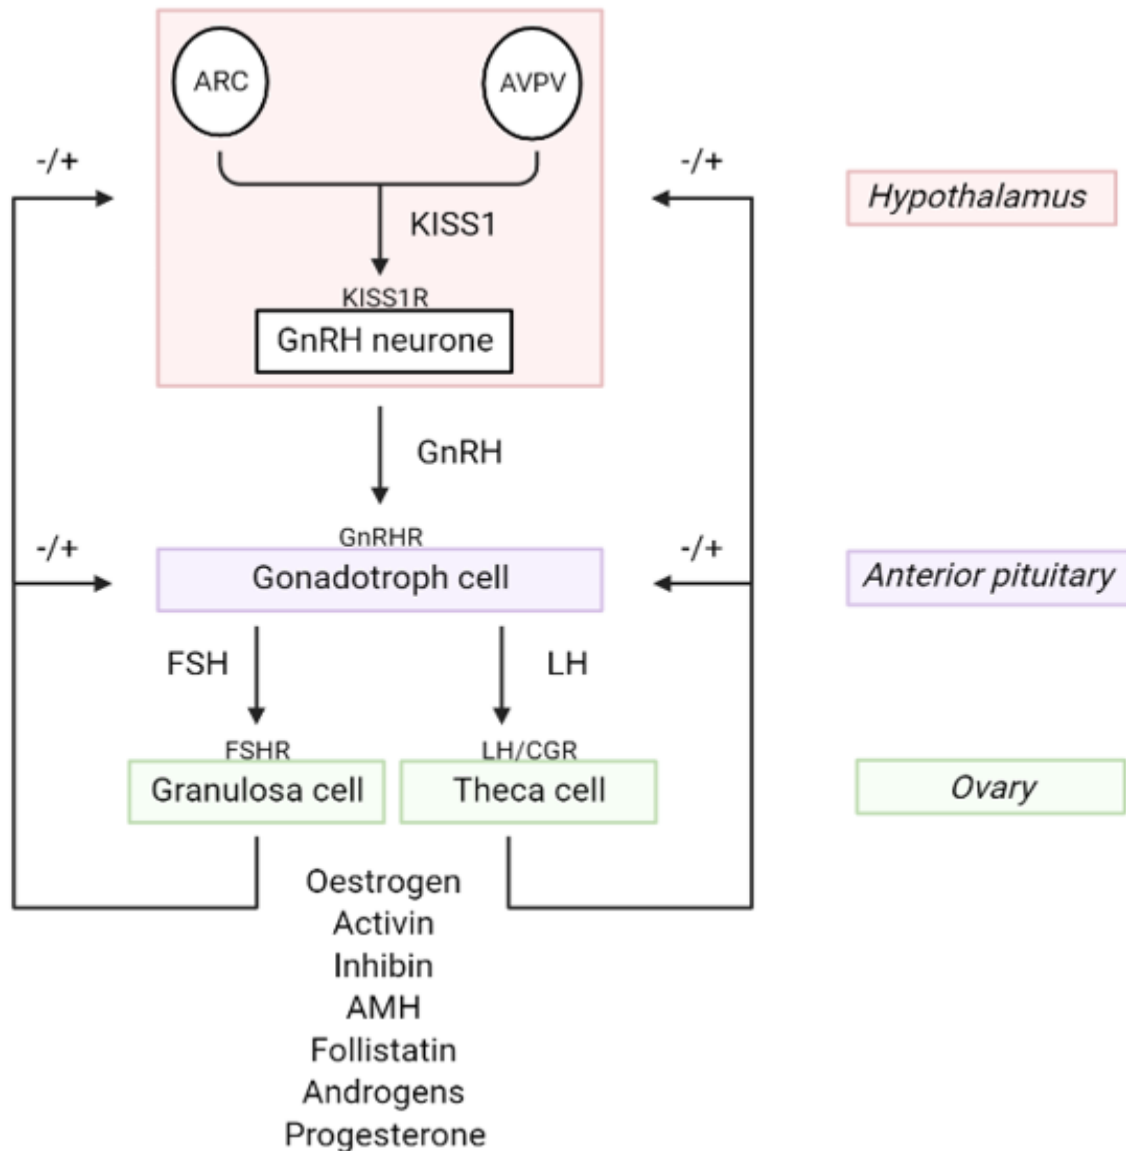 ARC
AVPV
-/+
-/+
Hypothalamus
KISS1
KISS1R
GnRH neurone
GnRH
-/+
-/+
GnRHR
Gonadotroph cell
Anterior pituitary
FSH
LH
FSHR
LH/CGR
Granulosa cell
Theca cell
Ovary
Oestrogen
Activin
Inhibin
AMH
Follistatin
Androgens
Progesterone